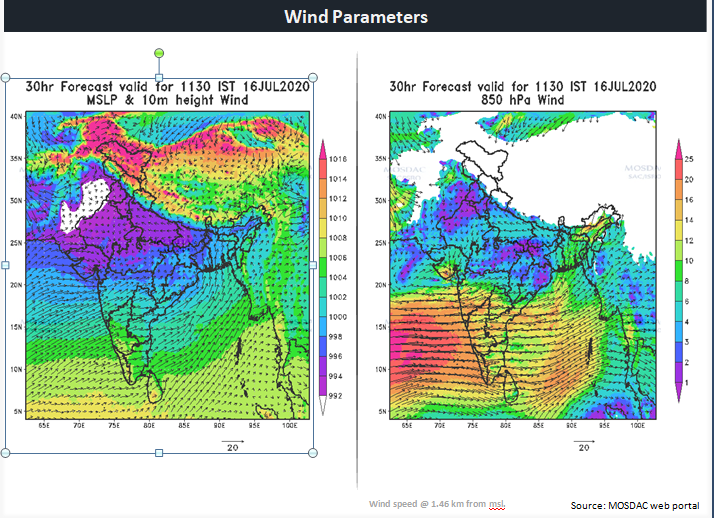 Wind Parameters
30hr Forecast valid for 1130 IST 16JUL2020
MSLP & 10m height Wind
40N
35N
30N
25N
20N
15N
10N
5N
65E 70E 75E 80E 85E 90E 95E 100E
20
1016
1014
1012
1010
1008
1006
1004
1002
1000
998
996
994
992
30hr Forecast valid for 1130 IST 16JUL2020
850 hPa Wind
MOSDAC
MOSD
SAC/ISRO
40N
35N
30N
25N
20N
15N
10N
5N
65E 70E 75E 80E 85E 90E 95E 100E
20
25
20
16
14
12
10
8
6
4
3
2
1
Wind speed @ 1.46 km from msl.
Source: MOSDAC web portal